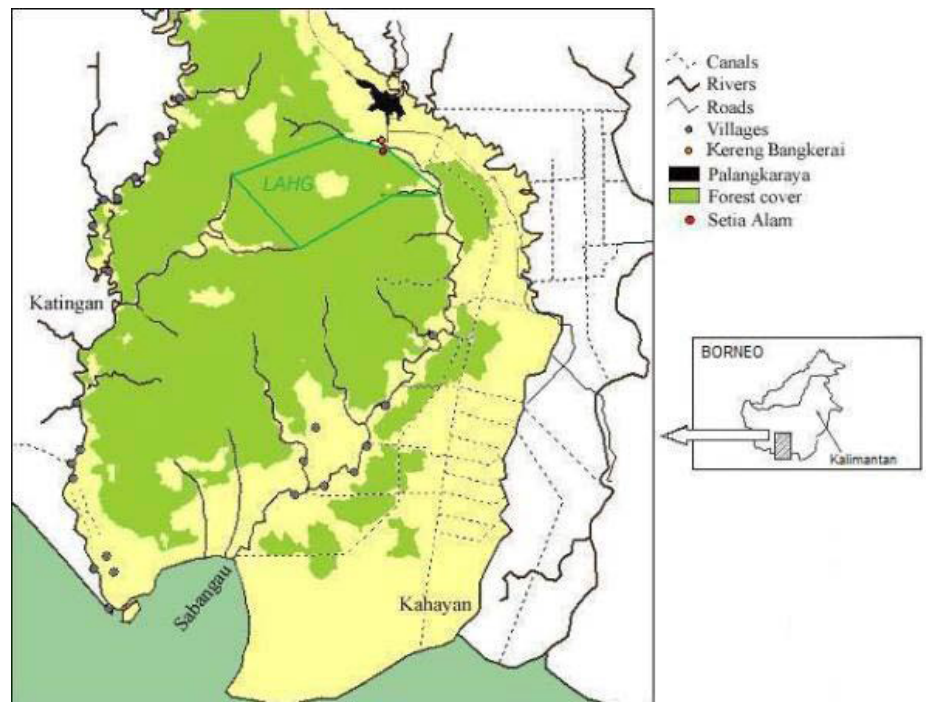 Canals
Rivers
Roads
Villages
Kereng Bangkerai
Palangkaraya
Forest cover
Setia Alam
LAHG
Katingan
BORNEO
Kalimantan
Sabangau
Kahayan